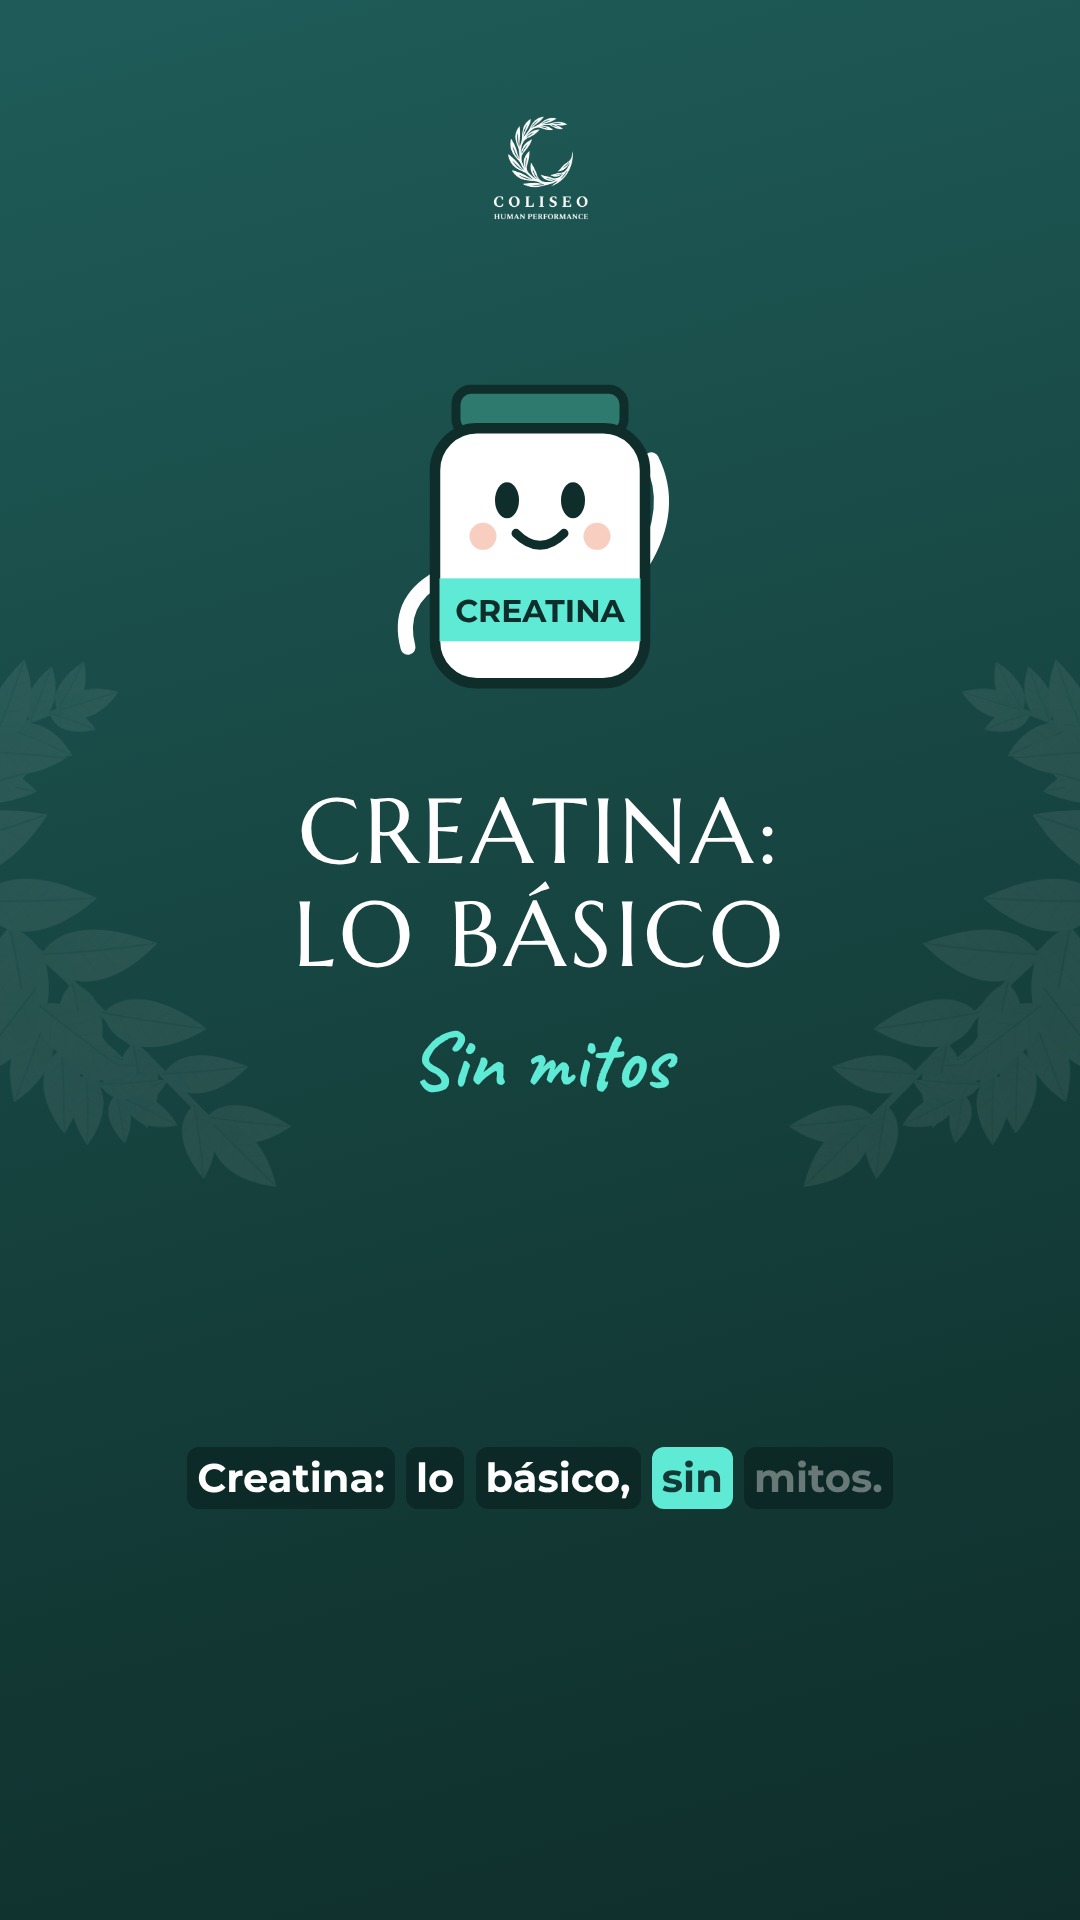 COLISEO
HUMAN PERFORMANCE
CREATINA
CREATINA:
LO BÁSICO
Sin mitos
Creatina: lo básico, sin mitos.